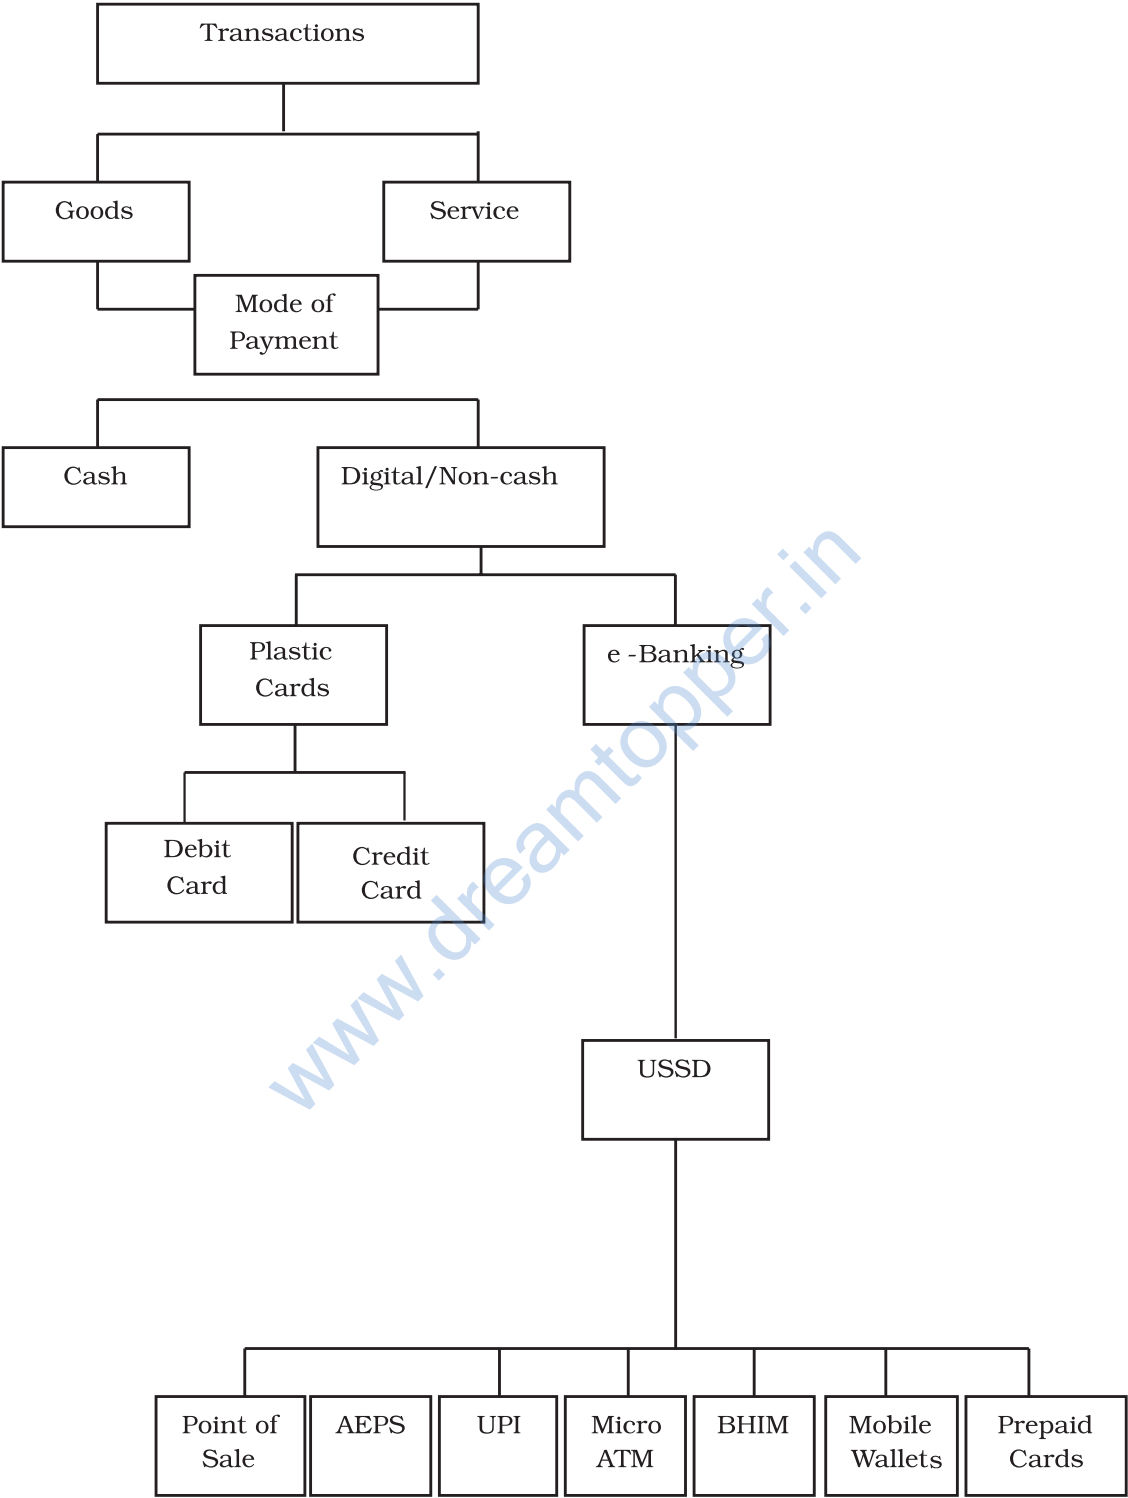 Transactions
Goods
Service
Mode of
Payment
Cash
Digital/Non-cash
Plastic
Cards
e -Banking
Debit
Card
Credit
Card
USSD
Point of
Sale
AEPS
UPI
Micro
ATM
BHIM
Mobile
Wallets
Prepaid
Cards
www.dreamtopper.in